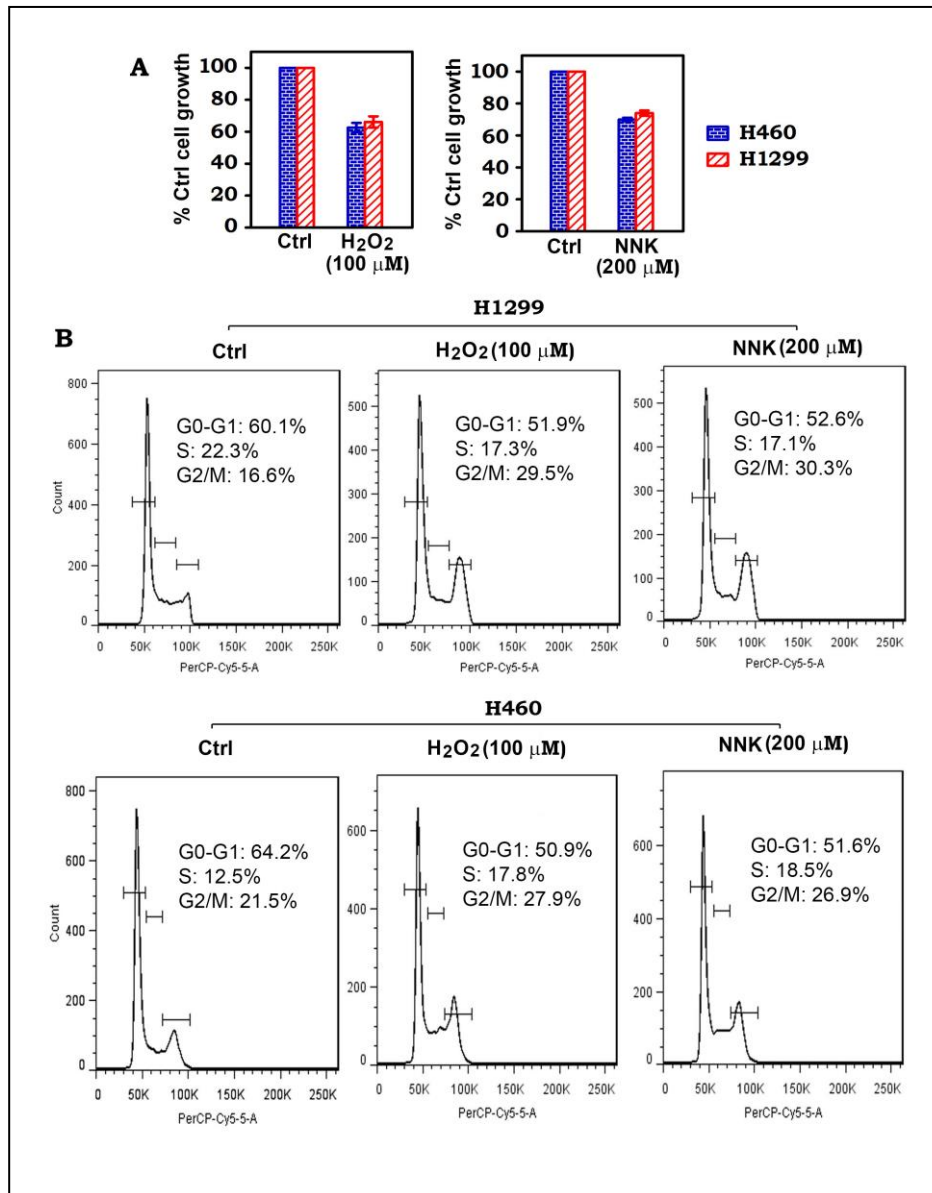 A
% Ctrl cell growth
100
80
60
40
20
0
Ctrl
H2O2
(100 µM)
% Ctrl cell growth
100
80
60
40
20
0
Ctrl
NNK
(200 µM)
H460
H1299
B
H1299
Ctrl
H2O2 (100 µM)
NNK (200 µM)
Count
800
600
400
200
0
G0-G1: 60.1%
S: 22.3%
G2/M: 16.6%
0 50K 100K 150K 200K 250K
PerCP-Cy5-5-A
500
400
300
200
100
0
G0-G1: 51.9%
S: 17.3%
G2/M: 29.5%
0 50K 100K 150K 200K 250K
PerCP-Cy5-5-A
500
400
300
200
100
0
G0-G1: 52.6%
S: 17.1%
G2/M: 30.3%
0 50K 100K 150K 200K 250K
PerCP-Cy5-5-A
H460
Ctrl
H2O2 (100 µM)
NNK (200 µM)
Count
800
600
400
200
0
G0-G1: 64.2%
S: 12.5%
G2/M: 21.5%
0 50K 100K 150K 200K 250K
PerCP-Cy5-5-A
600
400
200
0
G0-G1: 50.9%
S: 17.8%
G2/M: 27.9%
0 50K 100K 150K 200K 250K
PerCP-Cy5-5-A
600
400
200
0
G0-G1: 51.6%
S: 18.5%
G2/M: 26.9%
0 50K 100K 150K 200K 250K
PerCP-Cy5-5-A